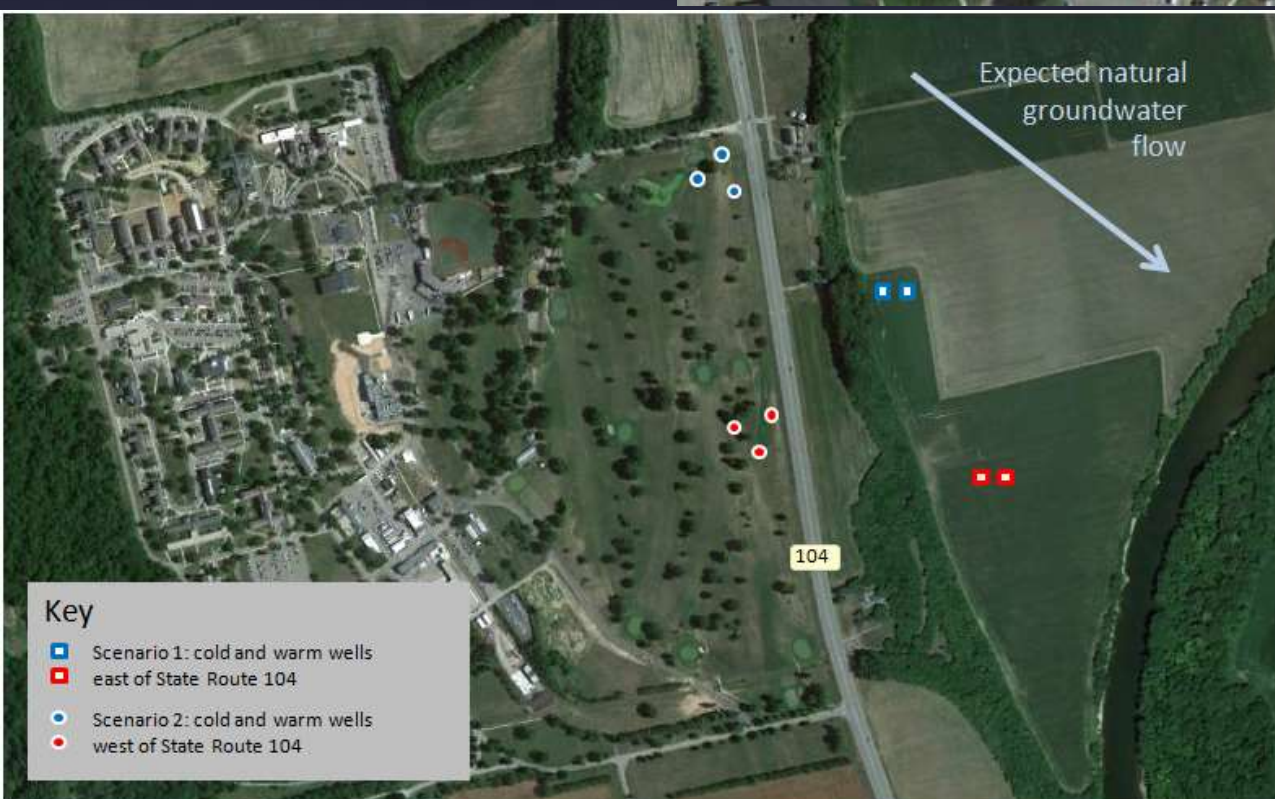 Expected natural
groundwater
flow
104
Key
Scenario 1: cold and warm wells
east of State Route 104
Scenario 2: cold and warm wells
west of State Route 104